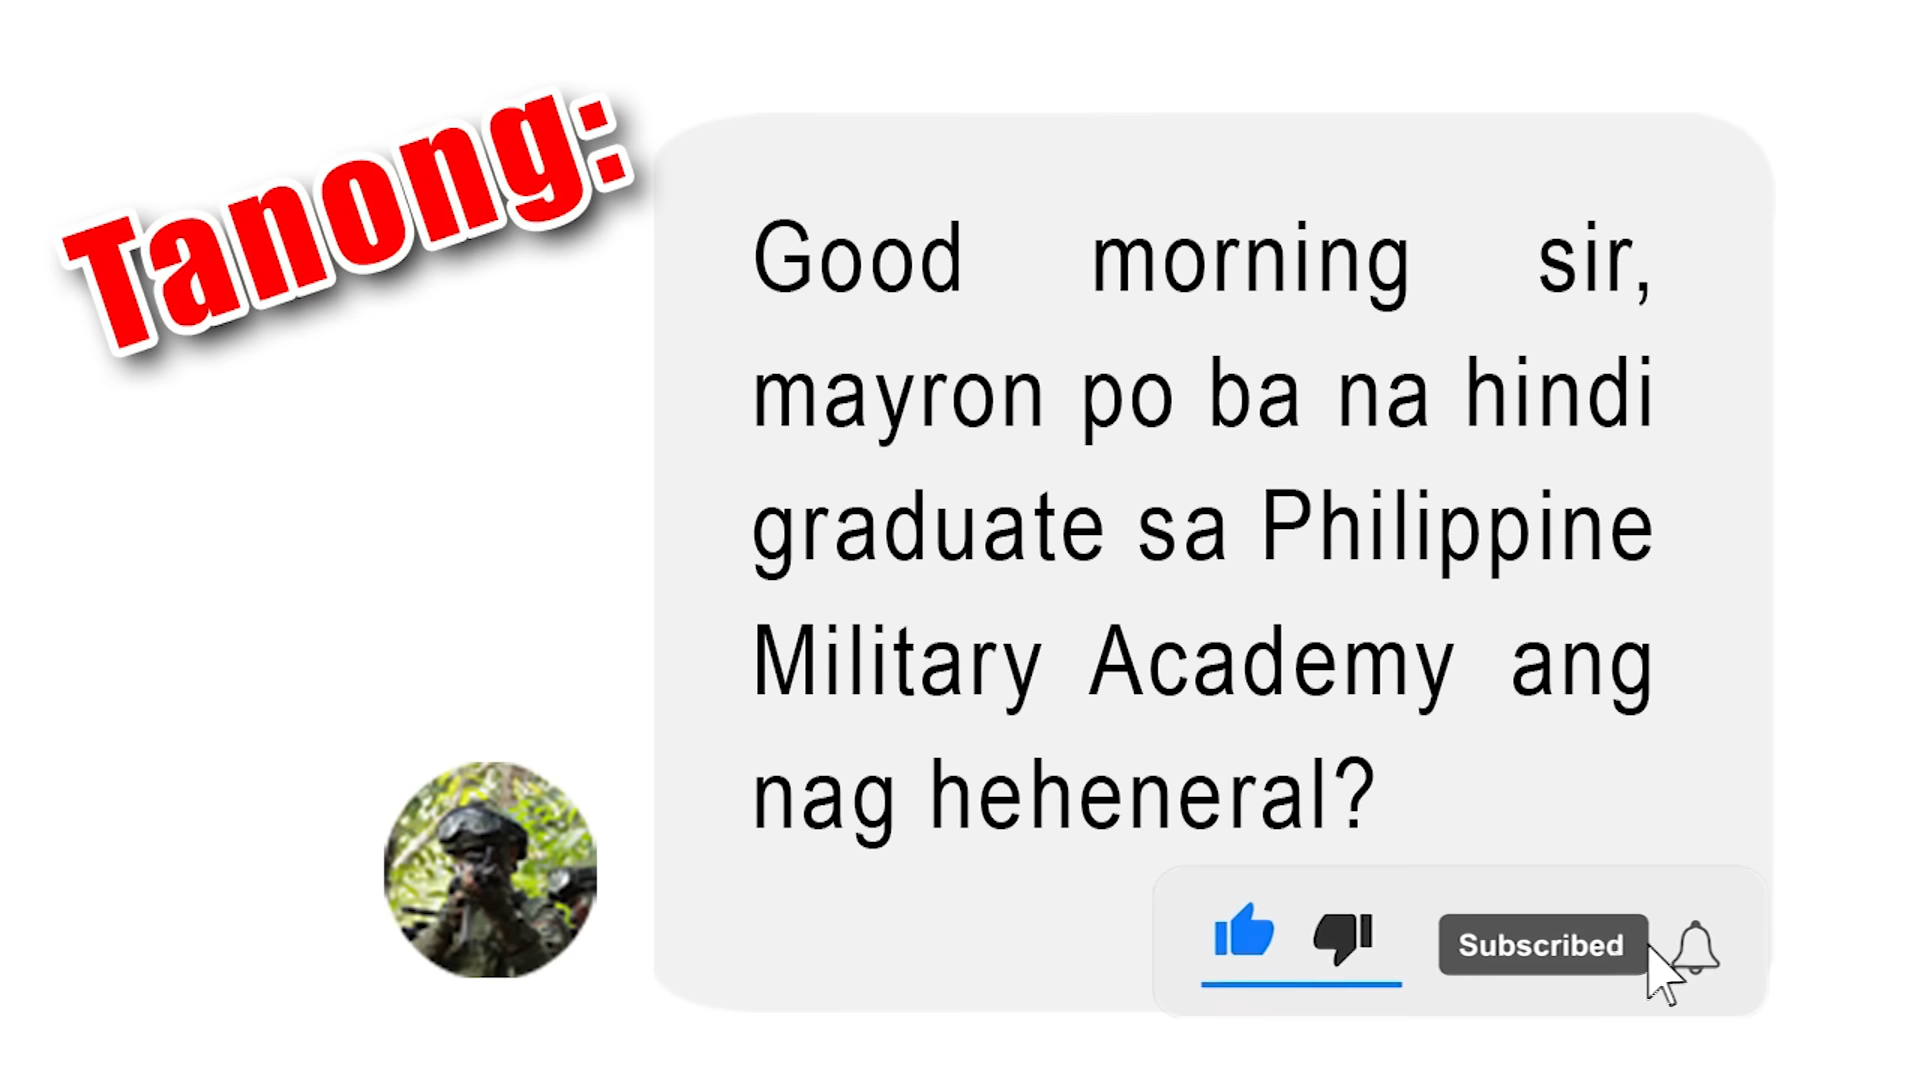 Tanong:
Good morning sir,
mayron po ba na hindi
graduate sa Philippine
Military Academy ang
nag heheneral?
Subscribed